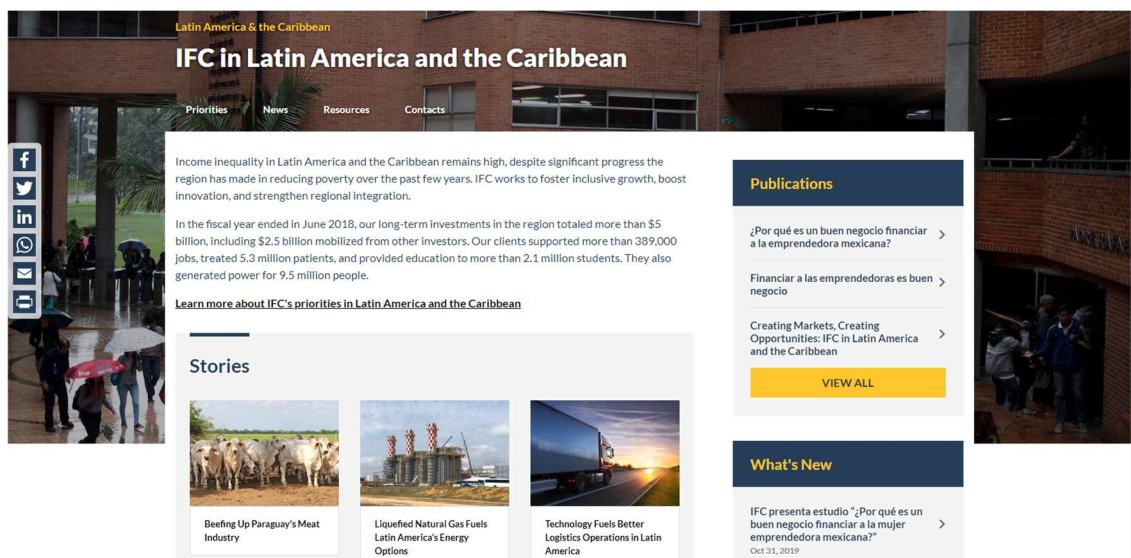 Latin America & the Caribbean
IFC in Latin America and the Caribbean
Priorities News Resources Contacts
Income inequality in Latin America and the Caribbean remains high, despite significant progress the
region has made in reducing poverty over the past few years. IFC works to foster inclusive growth, boost
innovation, and strengthen regional integration.
In the fiscal year ended in June 2018, our long-term investments in the region totaled more than $5
billion, including $2.5 billion mobilized from other investors. Our clients supported more than 389,000
jobs, treated 5.3 million patients, and provided education to more than 2.1 million students. They also
generated power for 9.5 million people.
Learn more about IFC's priorities in Latin America and the Caribbean
Stories
Beefing Up Paraguay's Meat
Industry
Liquefied Natural Gas Fuels
Latin America's Energy
Options
Technology Fuels Better
Logistics Operations in Latin
America
Publications
¿Por qué es un buen negocio financiar
a la emprendedora mexicana?
Financiar a las emprendedoras es buen
negocio
Creating Markets, Creating
Opportunities: IFC in Latin America
and the Caribbean
VIEW ALL
What's New
IFC presenta estudio "¿Por qué es un
buen negocio financiar a la mujer
emprendedora mexicana?"
Oct 31, 2019